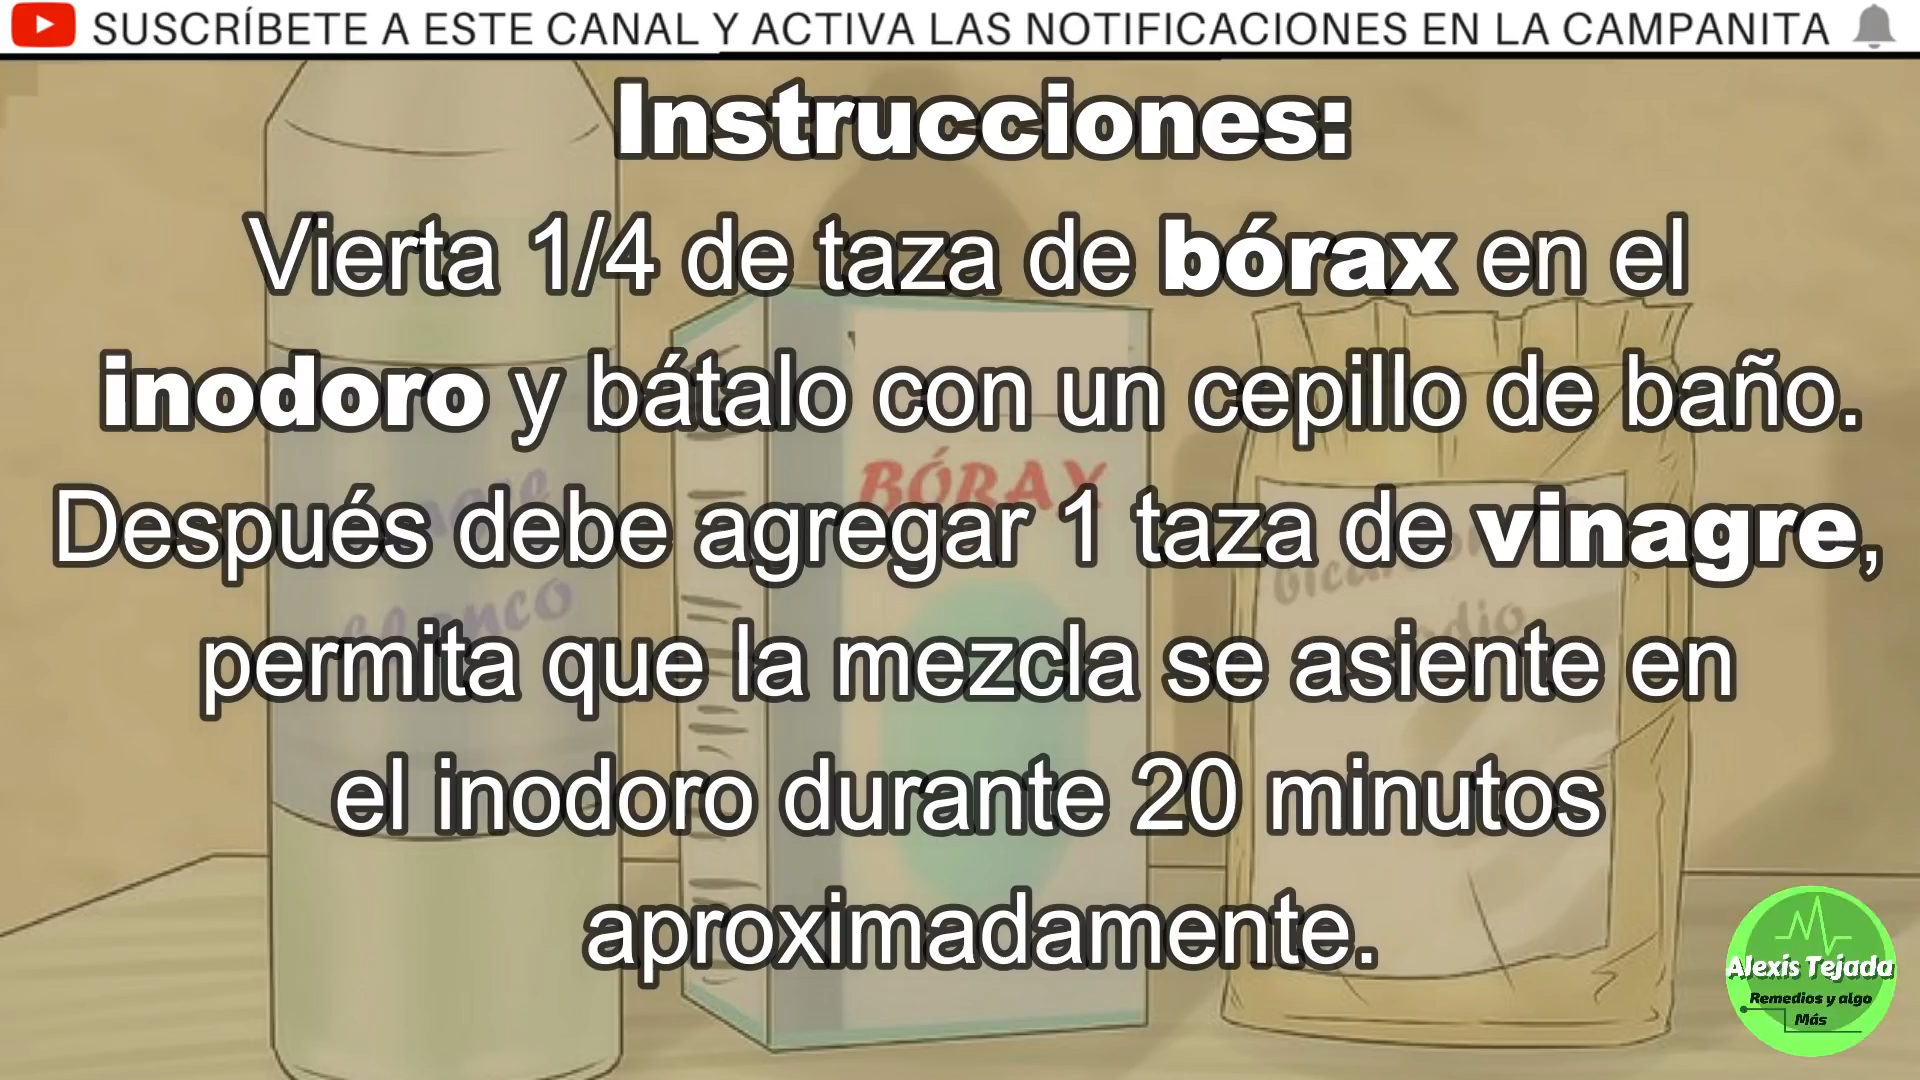 SUSCRÍBETE A ESTE CANAL Y ACTIVA LAS NOTIFICACIONES EN LA CAMPANITA
Instrucciones:
Vierta 1/4 de taza de bórax en el
inodoro y bátalo con un cepillo de baño.
Después debe agregar 1 taza de vinagre,
permita que la mezcla se asiente en
el inodoro durante 20 minutos
aproximadamente.
BÓRAX
blanco
Alexis Tejada
Remedios y algo
Más